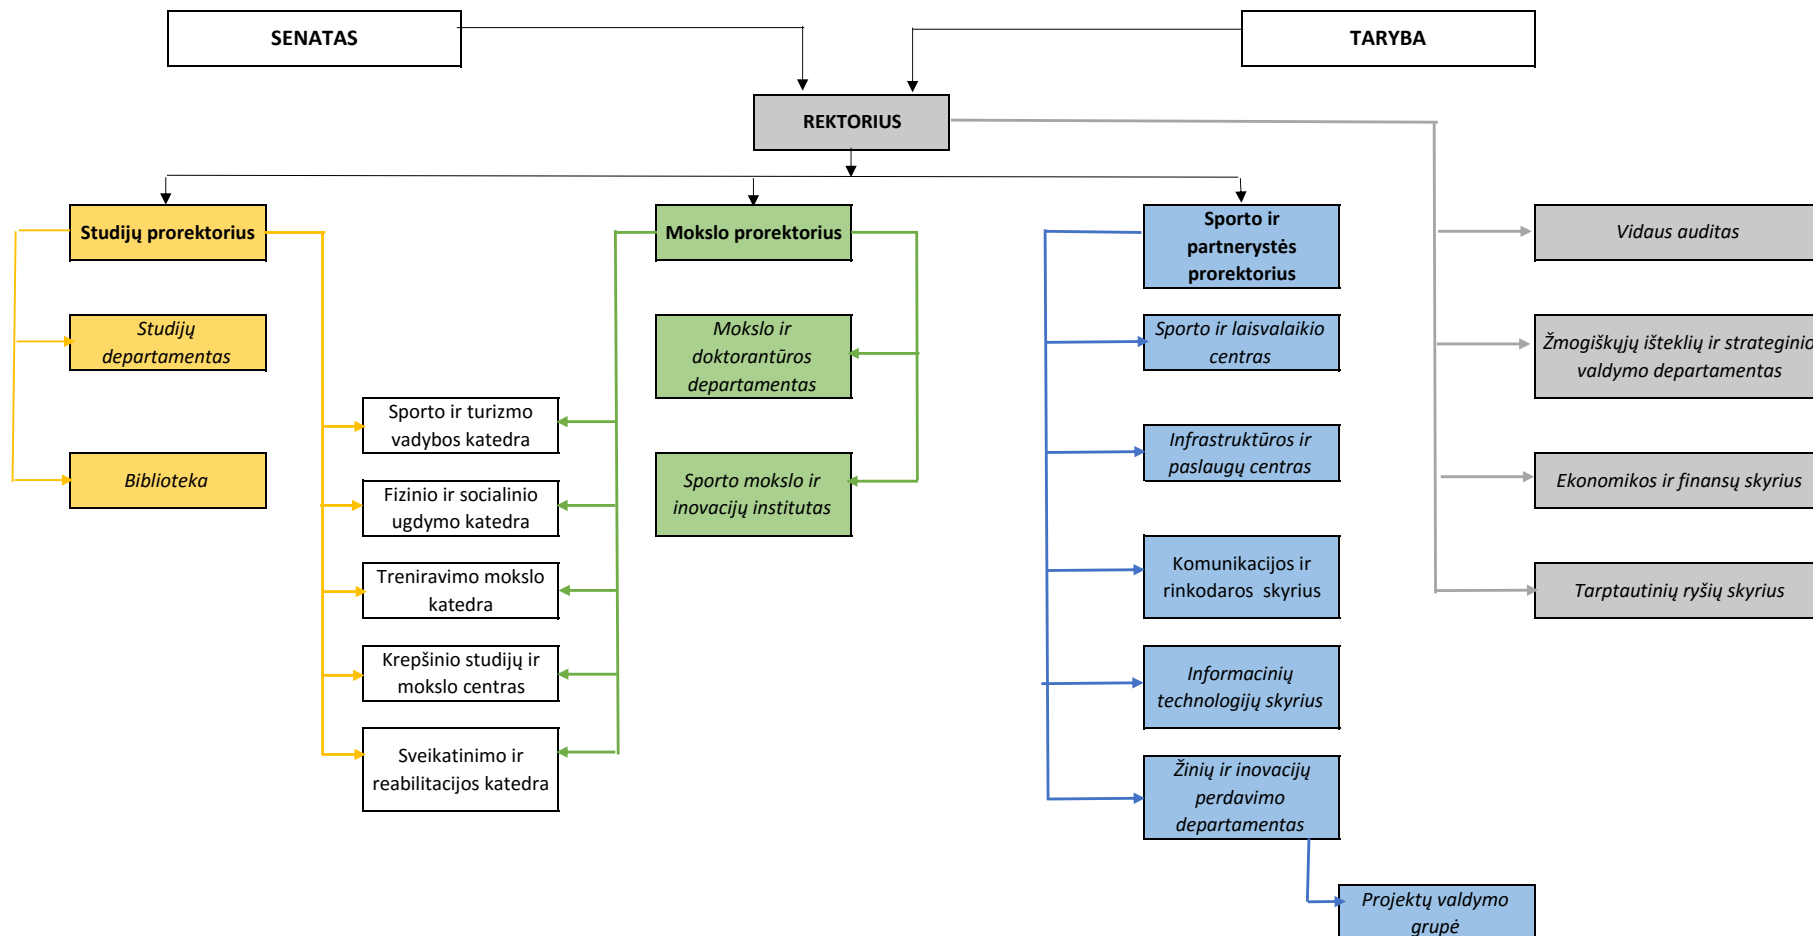 SENATAS
TARYBA
REKTORIUS
Studijų prorektorius
Mokslo prorektorius
Sporto ir
partnerystės
prorektorius
Vidaus auditas
Studijų
departamentas
Mokslo ir
doktorantūros
departamentas
Sporto ir laisvalaikio
centras
Žmogiškųjų išteklių ir strateginio
valdymo departamentas
Sporto ir turizmo
vadybos katedra
Biblioteka
Sporto mokslo ir
inovacijų institutas
Infrastruktūros ir
paslaugų centras
Ekonomikos ir finansų skyrius
Fizinio ir socialinio
ugdymo katedra
Treniravimo mokslo
katedra
Komunikacijos ir
rinkodaros  skyrius
Tarptautinių ryšių skyrius
Krepšinio studijų ir
mokslo centras
Informacinių
technologijų skyrius
Sveikatinimo ir
reabilitacijos katedra
Žinių ir inovacijų
perdavimo
departamentas
Projektų valdymo
grupė